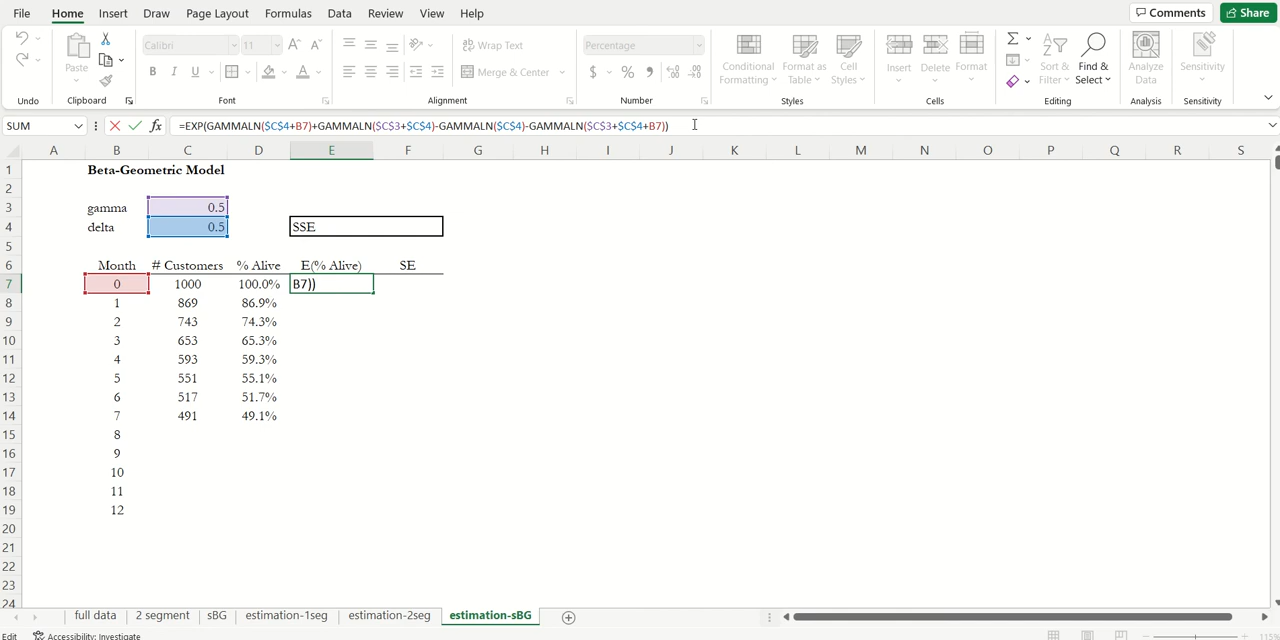 File Home Insert Draw Page Layout Formulas Data Review View Help Comments Share
Calibri 11 A A Wrap Text Percentage
Paste B I U A Merge & Center $ % Conditional Formatting Format as Table Cell Styles Insert Delete Format Sort & Filter Find & Select Analyze Data Sensitivity
Undo Clipboard Font Alignment Number Styles Cells Editing Analysis Sensitivity
SUM fx =EXP(GAMMALN($C$4+B7)+GAMMALN($C$3+$C$4)-GAMMALN($C$4)-GAMMALN($C$3+$C$4+B7))
A B C D E F G H I J K L M N O P Q R S
1 Beta-Geometric Model
2
3 gamma 0.5
4 delta 0.5 SSE
5
6 Month # Customers % Alive E(% Alive) SE
7 0 1000 100.0% B7))
8 1 869 86.9%
9 2 743 74.3%
10 3 653 65.3%
11 4 593 59.3%
12 5 551 55.1%
13 6 517 51.7%
14 7 491 49.1%
15 8
16 9
17 10
18 11
19 12
20
21
22
23
24
full data 2 segment sBG estimation-1seg estimation-2seg estimation-sBG
Edit Accessibility: Investigate 115%